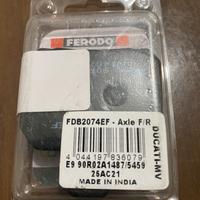 FERODO
FDB2074EF - Axle F/R
4 044197 836079
E9 90R02A1487/5459
25AC21
MADE IN INDIA
DUCATI-MV